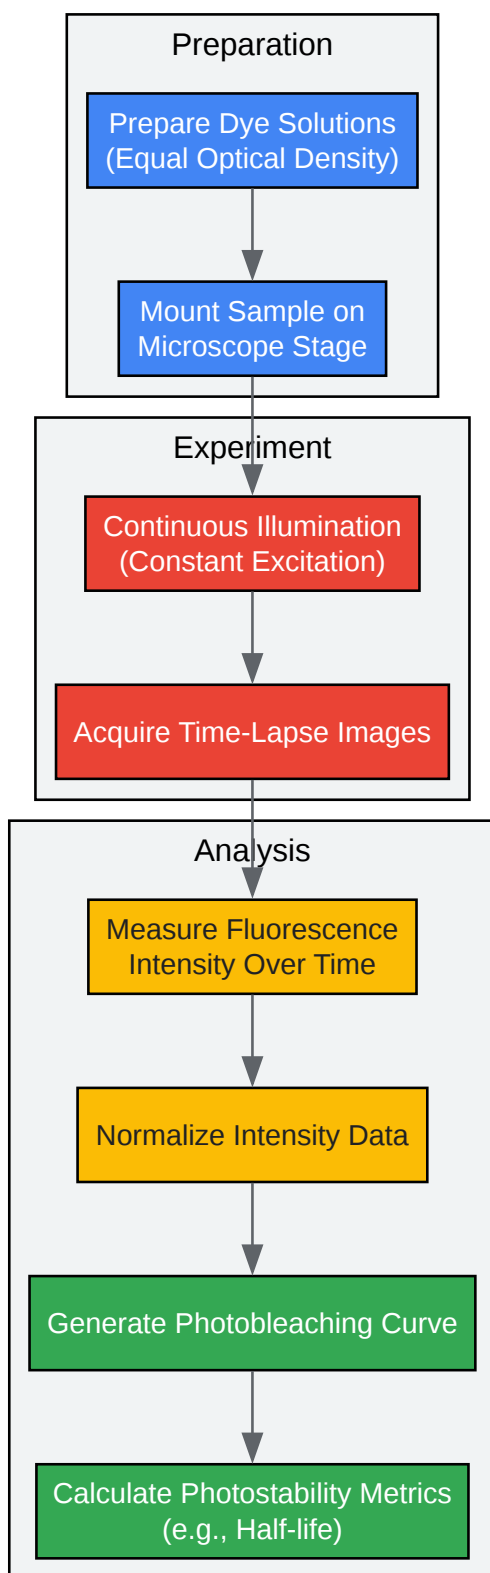 Preparation
Prepare Dye Solutions
(Equal Optical Density)
Mount Sample on
Microscope Stage
Experiment
Continuous Illumination
(Constant Excitation)
Acquire Time-Lapse Images
Analysis
Measure Fluorescence
Intensity Over Time
Normalize Intensity Data
Generate Photobleaching Curve
Calculate Photostability Metrics
(e.g., Half-life)